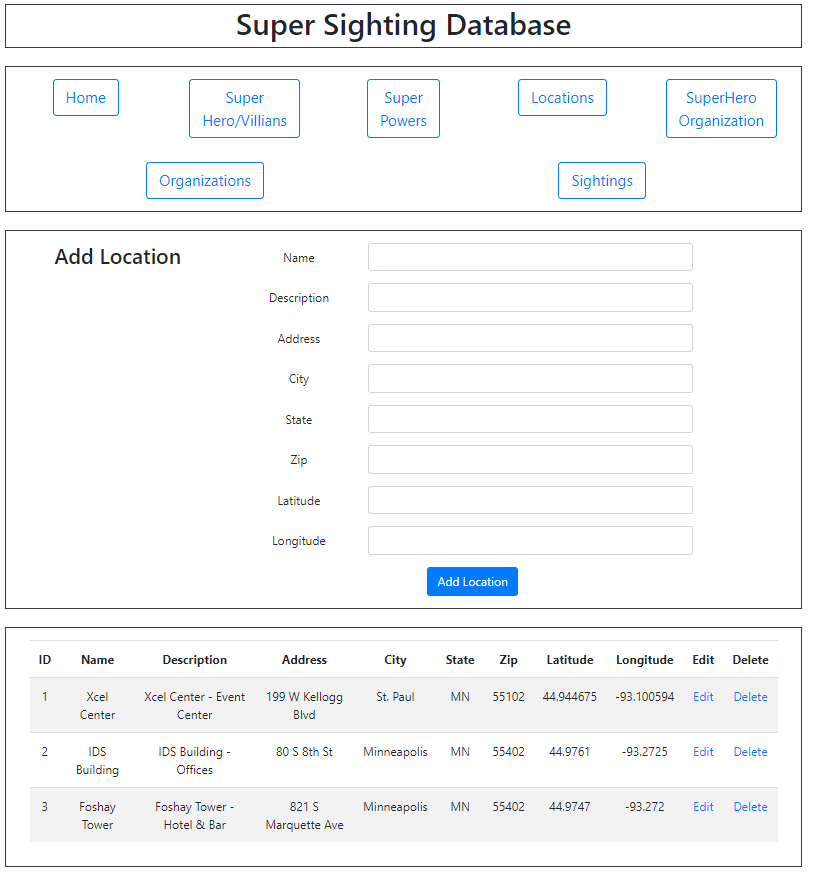 Super Sighting Database
Home
Super
Hero/Villians
Super
Powers
Locations
SuperHero
Organization
Organizations
Sightings
Add Location
Name
Description
Address
City
State
Zip
Latitude
Longitude
Add Location
ID Name Description Address City State Zip Latitude Longitude Edit Delete
1 Xcel Xcel Center - Event 199 W Kellogg St. Paul MN 55102 44.944675 -93.100594 Edit Delete
Center Center Blvd
2 IDS IDS Building - 80 S 8th St Minneapolis MN 55402 44.9761 -93.2725 Edit Delete
Building Offices
3 Foshay Foshay Tower - 821 S Minneapolis MN 55402 44.9747 -93.272 Edit Delete
Tower Hotel & Bar Marquette Ave